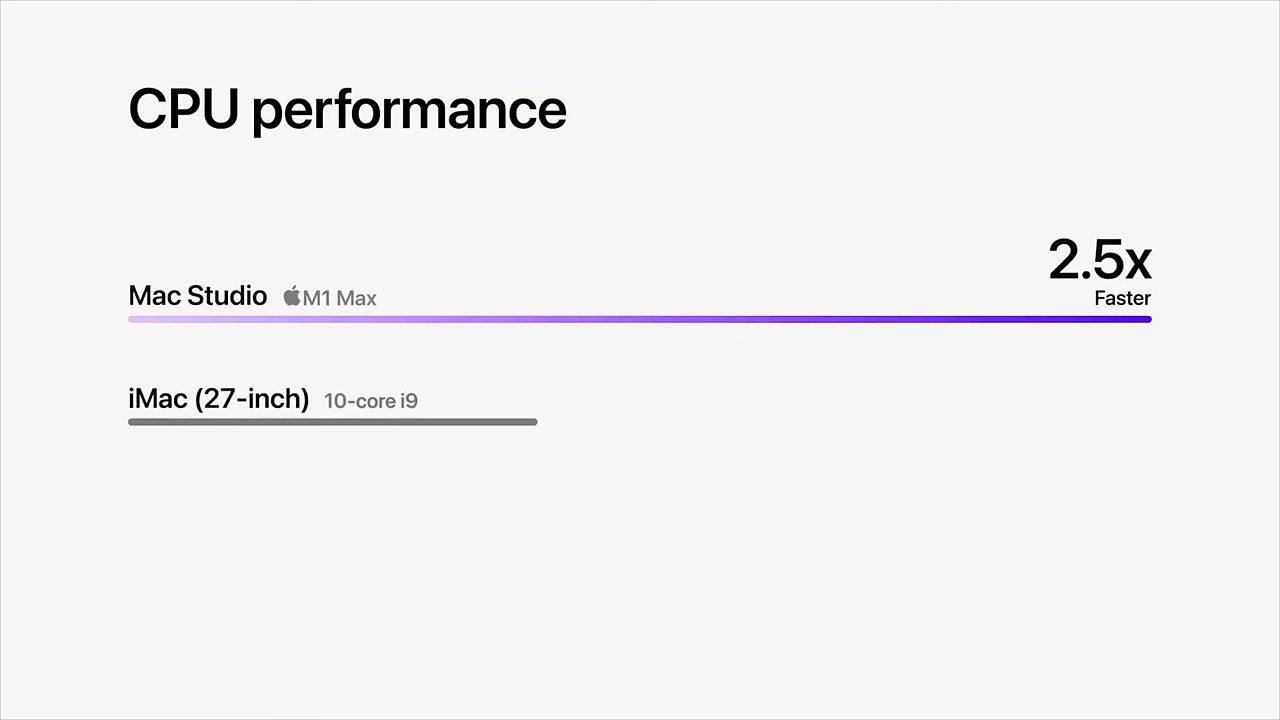 CPU performance
2.5x
Mac Studio M1 Max
Faster
iMac (27-inch) 10-core i9